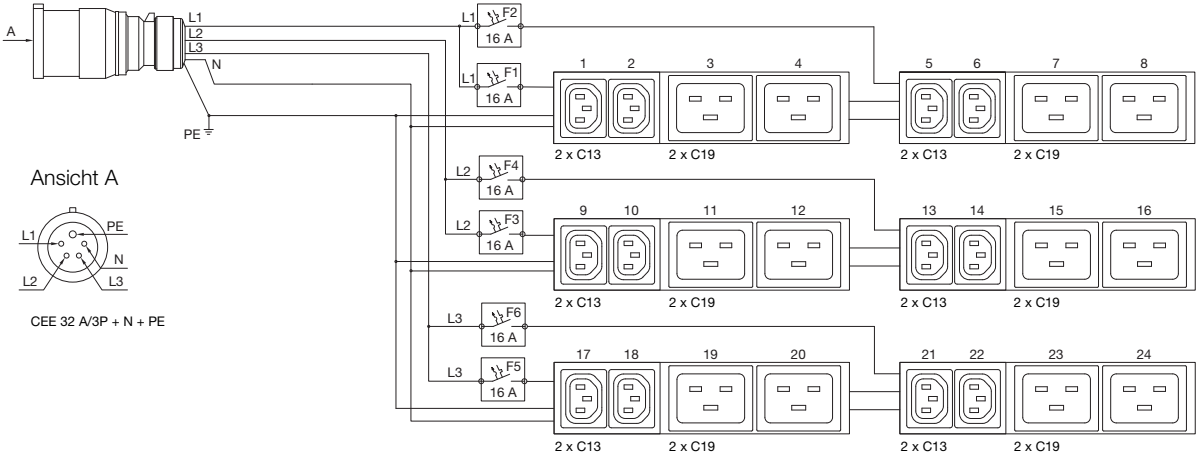 A
L1
L2
L3
N
PE
L1 F2
16 A
L1 F1
16 A
1 2 3 4
5 6 7 8
2 x C13 2 x C19
2 x C13 2 x C19
L2 F4
16 A
L2 F3
16 A
9 10 11 12
13 14 15 16
2 x C13 2 x C19
2 x C13 2 x C19
L3 F6
16 A
L3 F5
16 A
17 18 19 20
21 22 23 24
2 x C13 2 x C19
2 x C13 2 x C19
Ansicht A
L1 PE
N
L2 L3
CEE 32 A/3P + N + PE